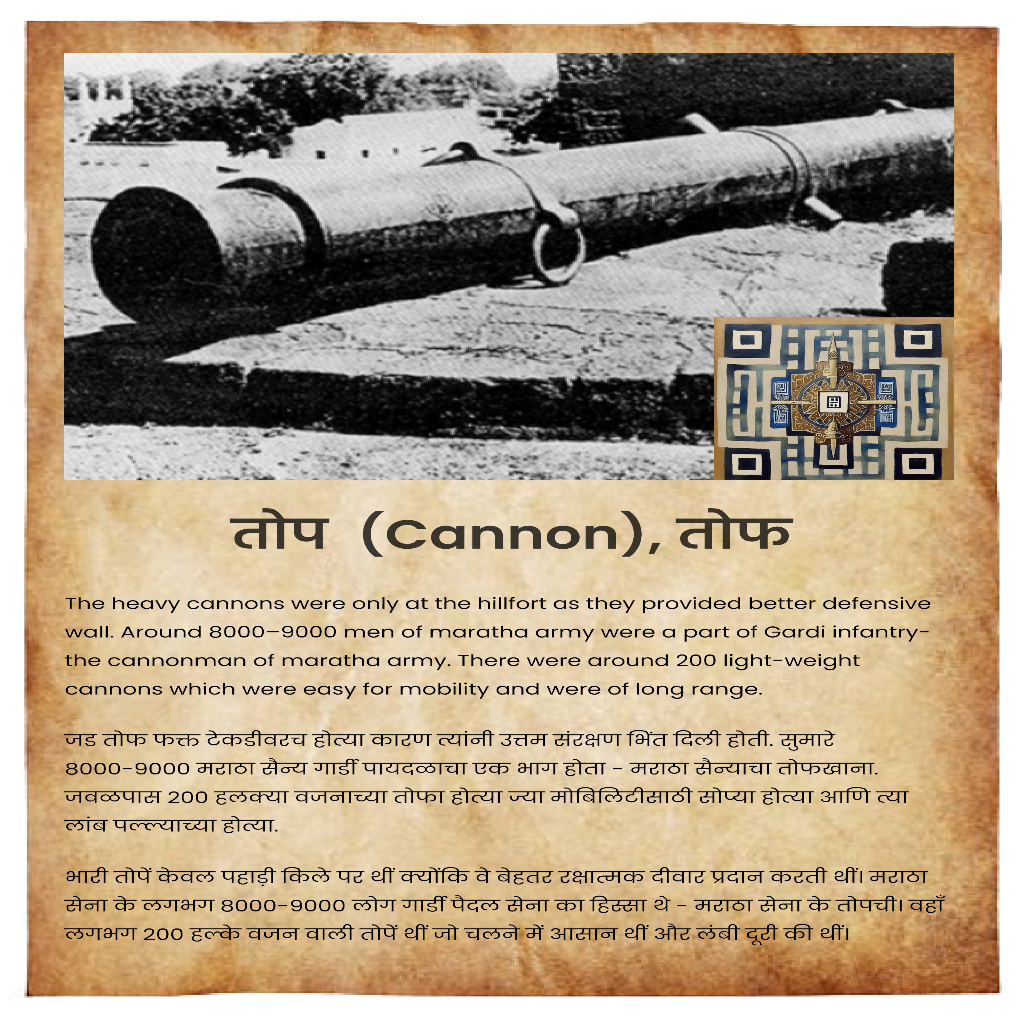 तोप (Cannon), तोफ
The heavy cannons were only at the hillfort as they provided better defensive
wall. Around 8000–9000 men of maratha army were a part of Gardi infantry-
the cannonman of maratha army. There were around 200 light-weight
cannons which were easy for mobility and were of long range.
जड तोफ फक्त टेकडीवरच होत्या कारण त्यांनी उत्तम संरक्षण भिंत दिली होती. सुमारे
8000-9000 मराठा सैन्य गार्डी पायदळाचा एक भाग होता - मराठा सैन्याचा तोफखाना.
जवळपास 200 हलक्या वजनाच्या तोफा होत्या ज्या मोबिलिटीसाठी सोप्या होत्या आणि त्या
लांब पल्ल्याच्या होत्या.
भारी तोपें केवल पहाड़ी किले पर थीं क्योंकि वे बेहतर रक्षात्मक दीवार प्रदान करती थीं। मराठा
सेना के लगभग 8000-9000 लोग गार्डी पैदल सेना का हिस्सा थे - मराठा सेना के तोपची। वहाँ
लगभग 200 हल्के वजन वाली तोपें थीं जो चलने में आसान थीं और लंबी दूरी की थीं।